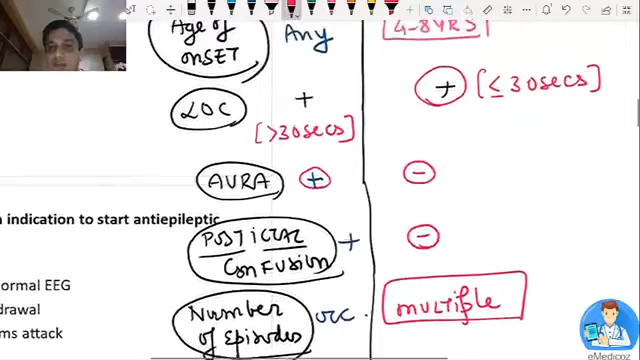 Age of Any 4-8YRS
onSET
LOC + + [≤30secs]
[>30secs]
AURA + -
n indication to start antiepileptic
POSTiCTAL + -
ConFUSiOn
ormal EEG
Number occ. multiple
of Episodes
drawal
ms attack
eMedicoz